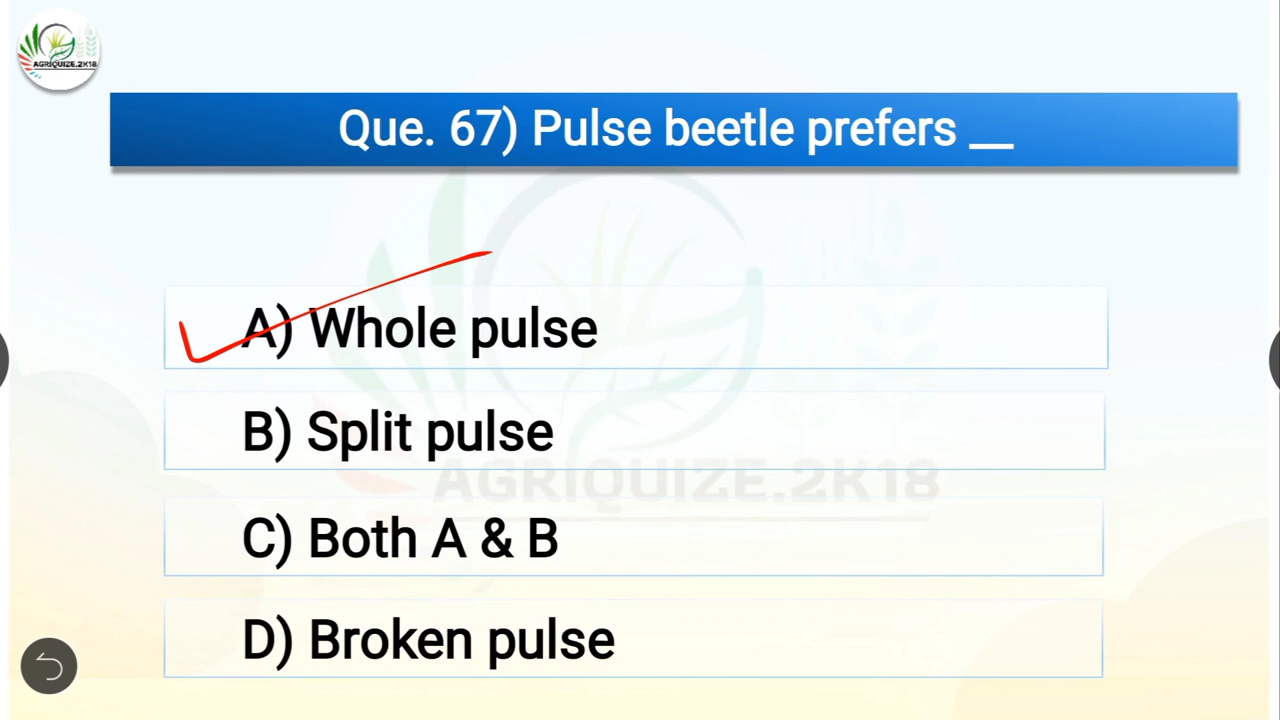 AGRIQUIZE.2K18
Que. 67) Pulse beetle prefers __
A) Whole pulse
B) Split pulse
AGRIQUIZE.2K18
C) Both A & B
D) Broken pulse